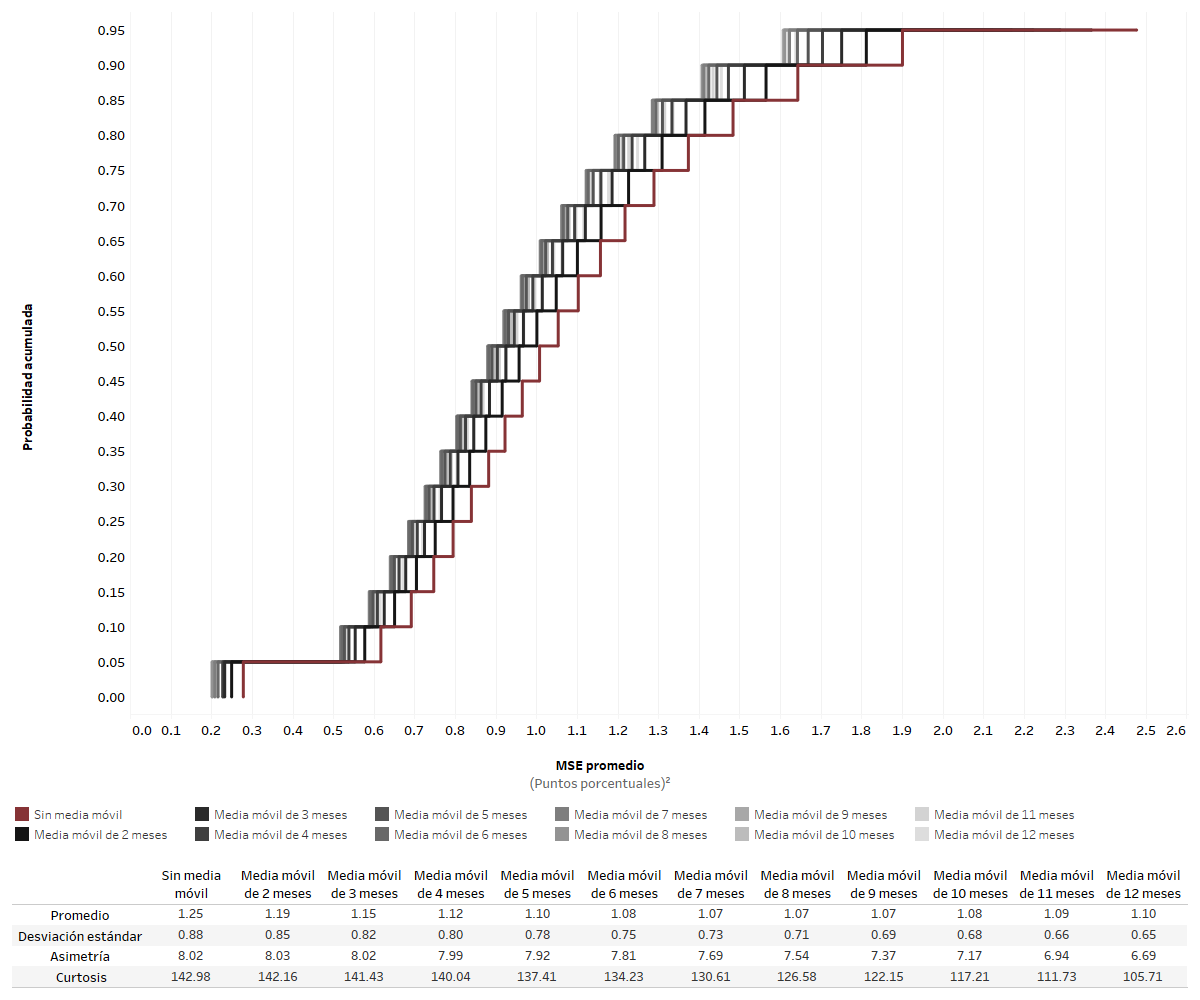 0.95
0.90
0.85
0.80
0.75
0.70
0.65
0.60
0.55
0.50
0.45
0.40
0.35
0.30
0.25
0.20
0.15
0.10
0.05
0.00
Probabilidad acumulada
0.0 0.1 0.2 0.3 0.4 0.5 0.6 0.7 0.8 0.9 1.0 1.1 1.2 1.3 1.4 1.5 1.6 1.7 1.8 1.9 2.0 2.1 2.2 2.3 2.4 2.5 2.6
MSE promedio
(Puntos porcentuales)²
Sin media móvil Media móvil de 3 meses Media móvil de 5 meses Media móvil de 7 meses Media móvil de 9 meses Media móvil de 11 meses
Media móvil de 2 meses Media móvil de 4 meses Media móvil de 6 meses Media móvil de 8 meses Media móvil de 10 meses Media móvil de 12 meses
Sin media Media móvil Media móvil Media móvil Media móvil Media móvil Media móvil Media móvil Media móvil Media móvil Media móvil Media móvil
móvil de 2 meses de 3 meses de 4 meses de 5 meses de 6 meses de 7 meses de 8 meses de 9 meses de 10 meses de 11 meses de 12 meses
Promedio 1.25 1.19 1.15 1.12 1.10 1.08 1.07 1.07 1.07 1.08 1.09 1.10
Desviación estándar 0.88 0.85 0.82 0.80 0.78 0.75 0.73 0.71 0.69 0.68 0.66 0.65
Asimetría 8.02 8.03 8.02 7.99 7.92 7.81 7.69 7.54 7.37 7.17 6.94 6.69
Curtosis 142.98 142.16 141.43 140.04 137.41 134.23 130.61 126.58 122.15 117.21 111.73 105.71